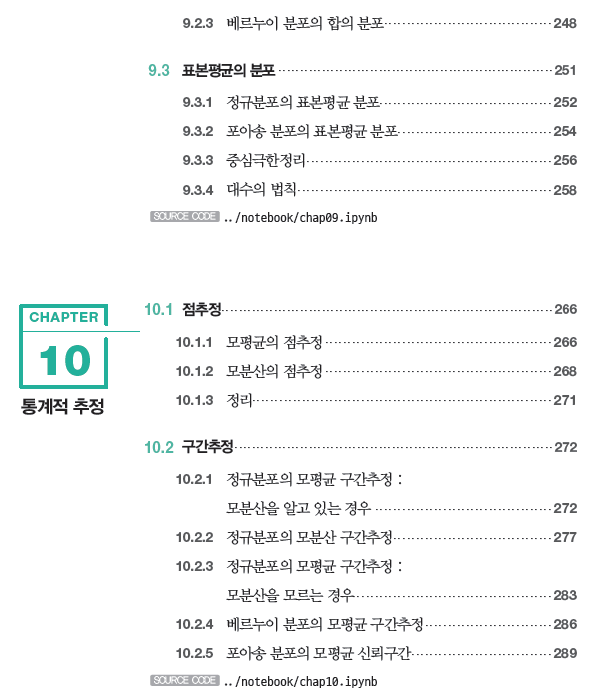 9.2.3 베르누이 분포의 합의 분포 248
9.3 표본평균의 분포 251
9.3.1 정규분포의 표본평균 분포 252
9.3.2 포아송 분포의 표본평균 분포 254
9.3.3 중심극한정리 256
9.3.4 대수의 법칙 258
SOURCE CODE ../notebook/chap09.ipynb
CHAPTER
10
통계적 추정
10.1 점추정 266
10.1.1 모평균의 점추정 266
10.1.2 모분산의 점추정 268
10.1.3 정리 271
10.2 구간추정 272
10.2.1 정규분포의 모평균 구간추정 :
모분산을 알고 있는 경우 272
10.2.2 정규분포의 모분산 구간추정 277
10.2.3 정규분포의 모평균 구간추정 :
모분산을 모르는 경우 283
10.2.4 베르누이 분포의 모평균 구간추정 286
10.2.5 포아송 분포의 모평균 신뢰구간 289
SOURCE CODE ../notebook/chap10.ipynb